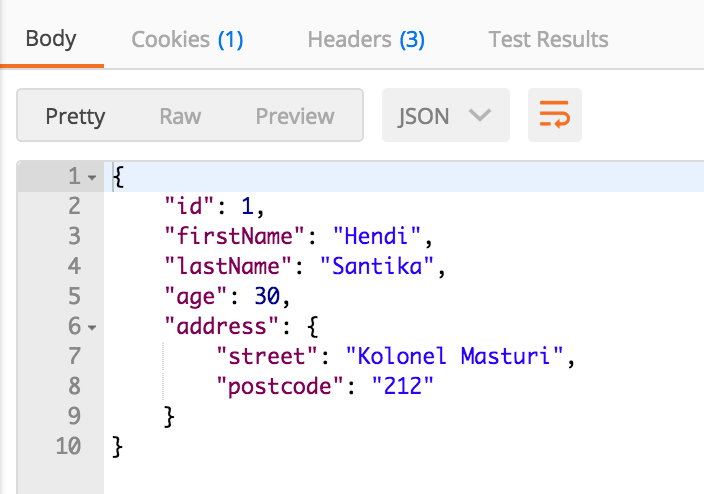 Body Cookies (1) Headers (3) Test Results
Pretty Raw Preview JSON
1 {
2     "id": 1,
3     "firstName": "Hendi",
4     "lastName": "Santika",
5     "age": 30,
6     "address": {
7         "street": "Kolonel Masturi",
8         "postcode": "212"
9     }
10 }